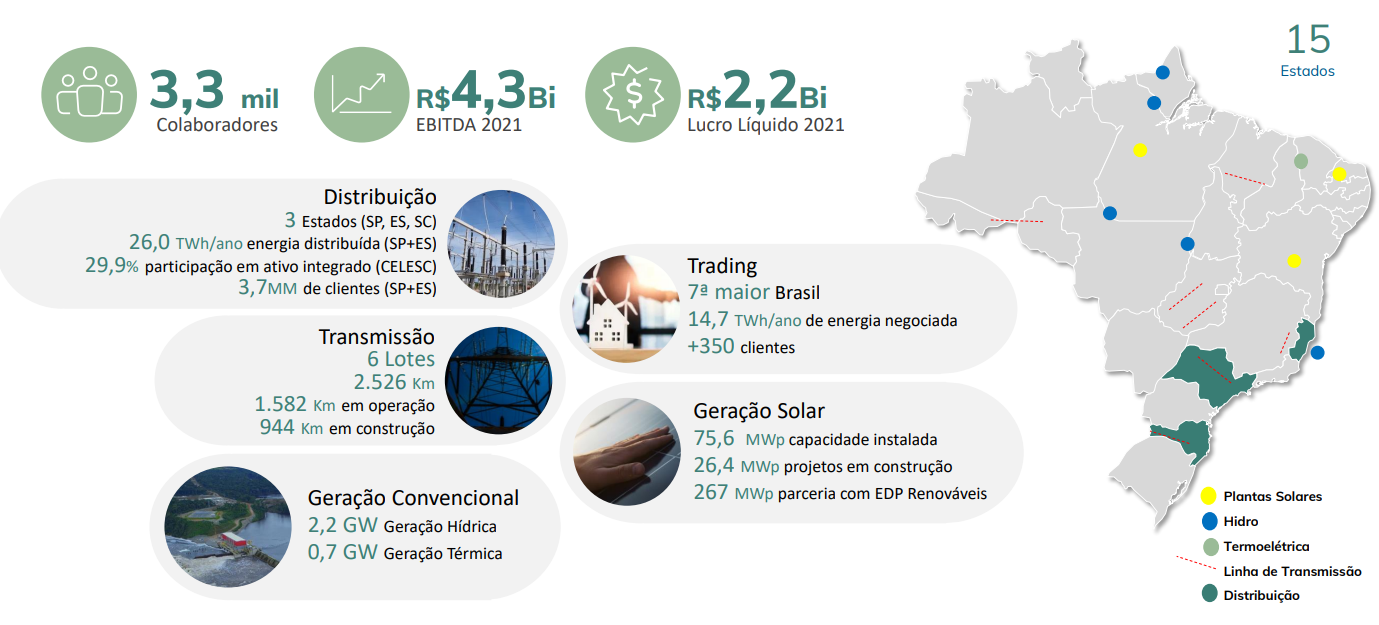 3,3 mil
Colaboradores
R$4,3Bi
EBITDA 2021
R$2,2Bi
Lucro Líquido 2021
15
Estados
Distribuição
3 Estados (SP, ES, SC)
26,0 TWh/ano energia distribuída (SP+ES)
29,9% participação em ativo integrado (CELESC)
3,7MM de clientes (SP+ES)
Transmissão
6 Lotes
2.526 Km
1.582 Km em operação
944 Km em construção
Geração Convencional
2,2 GW Geração Hídrica
0,7 GW Geração Térmica
Trading
7ª maior Brasil
14,7 TWh/ano de energia negociada
+350 clientes
Geração Solar
75,6 MWp capacidade instalada
26,4 MWp projetos em construção
267 MWp parceria com EDP Renováveis
Plantas Solares
Hidro
Termoelétrica
Linha de Transmissão
Distribuição